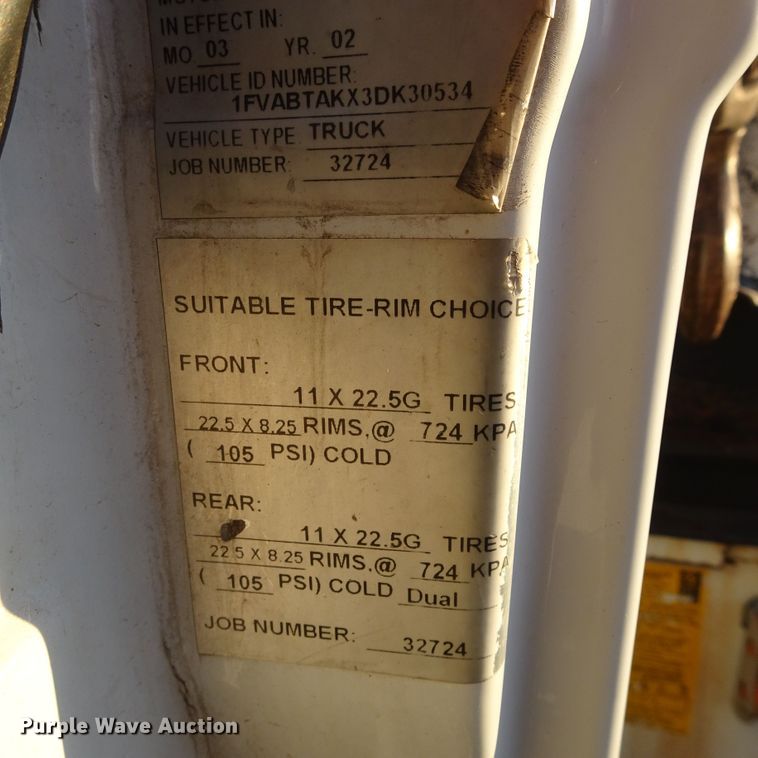 IN EFFECT IN:
MO. 03 YR. 02
VEHICLE ID NUMBER:
1FVABTAKX3DK30534
VEHICLE TYPE TRUCK
JOB NUMBER: 32724
SUITABLE TIRE-RIM CHOICE
FRONT:
11 X 22.5G TIRES
22.5 X 8.25 RIMS,@ 724 KPA
( 105 PSI) COLD
REAR:
11 X 22.5G TIRES
22 5 X 8.25 RIMS,@ 724 KPA
( 105 PSI) COLD Dual
JOB NUMBER: 32724
Purple Wave Auction